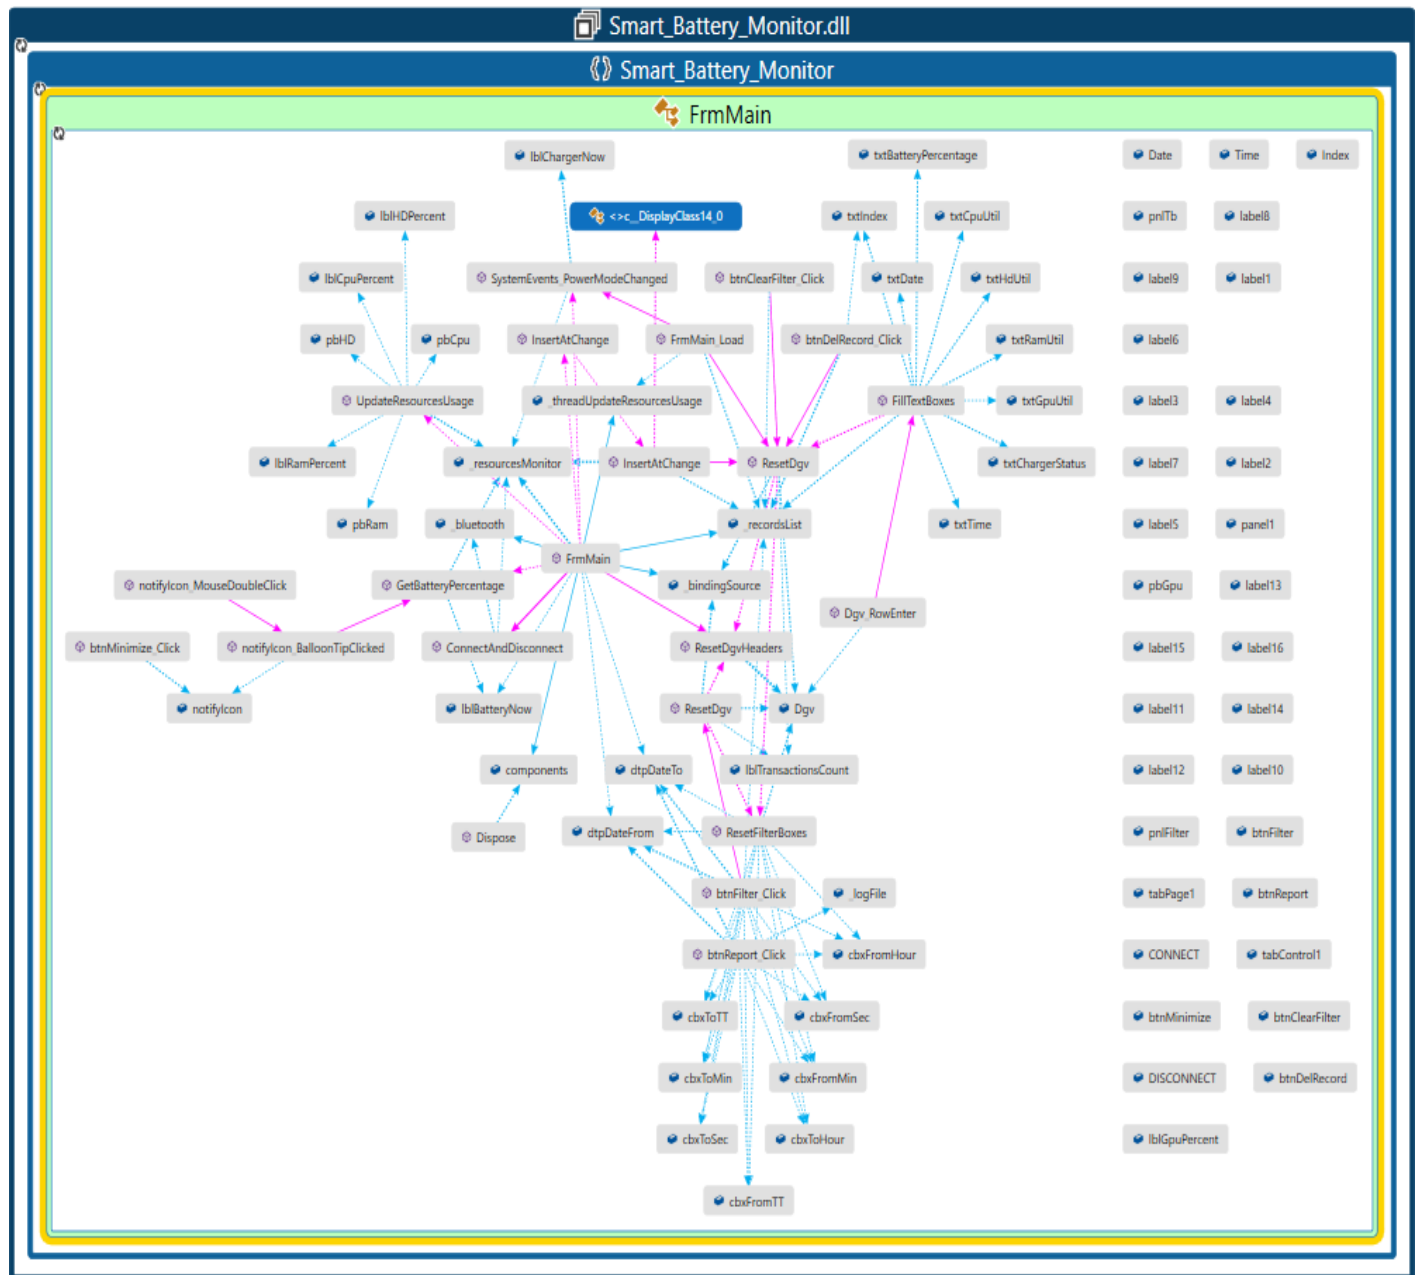 Smart_Battery_Monitor.dll
Smart_Battery_Monitor
FrmMain
lblChargerNow
txtBatteryPercentage
Date
Time
Index
lblHDPercent
<>c__DisplayClass14_0
txtIndex
txtCpuUtil
pnlTb
label8
lblCpuPercent
SystemEvents_PowerModeChanged
btnClearFilter_Click
txtDate
txtHdUtil
label9
label1
pbHD
pbCpu
InsertAtChange
FrmMain_Load
btnDelRecord_Click
txtRamUtil
label6
UpdateResourcesUsage
_threadUpdateResourcesUsage
FillTextBoxes
txtGpuUtil
label3
label4
lblRamPercent
_resourcesMonitor
InsertAtChange
ResetDgv
txtChargerStatus
label7
label2
pbRam
_bluetooth
_recordsList
txtTime
label5
panel1
FrmMain
notifyIcon_MouseDoubleClick
GetBatteryPercentage
_bindingSource
pbGpu
label13
Dgv_RowEnter
btnMinimize_Click
notifyIcon_BalloonTipClicked
ConnectAndDisconnect
ResetDgvHeaders
label15
label16
notifyIcon
lblBatteryNow
ResetDgv
Dgv
label11
label14
components
dtpDateTo
lblTransactionsCount
label12
label10
Dispose
dtpDateFrom
ResetFilterBoxes
pnlFilter
btnFilter
btnFilter_Click
_logFile
tabPage1
btnReport
btnReport_Click
cbxFromHour
CONNECT
tabControl1
cbxToTT
cbxFromSec
btnMinimize
btnClearFilter
cbxToMin
cbxFromMin
DISCONNECT
btnDelRecord
cbxToSec
cbxToHour
lblGpuPercent
cbxFromTT